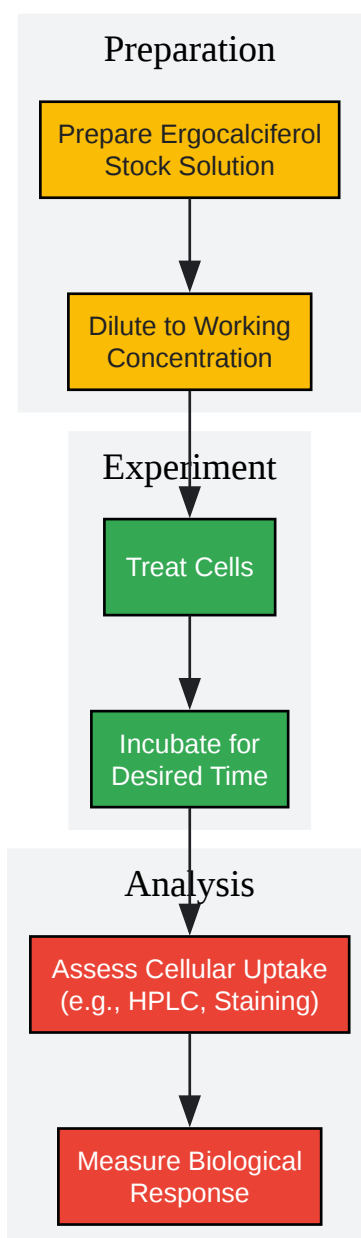 Preparation
Prepare Ergocalciferol
Stock Solution
Dilute to Working
Concentration
Experiment
Treat Cells
Incubate for
Desired Time
Analysis
Assess Cellular Uptake
(e.g., HPLC, Staining)
Measure Biological
Response